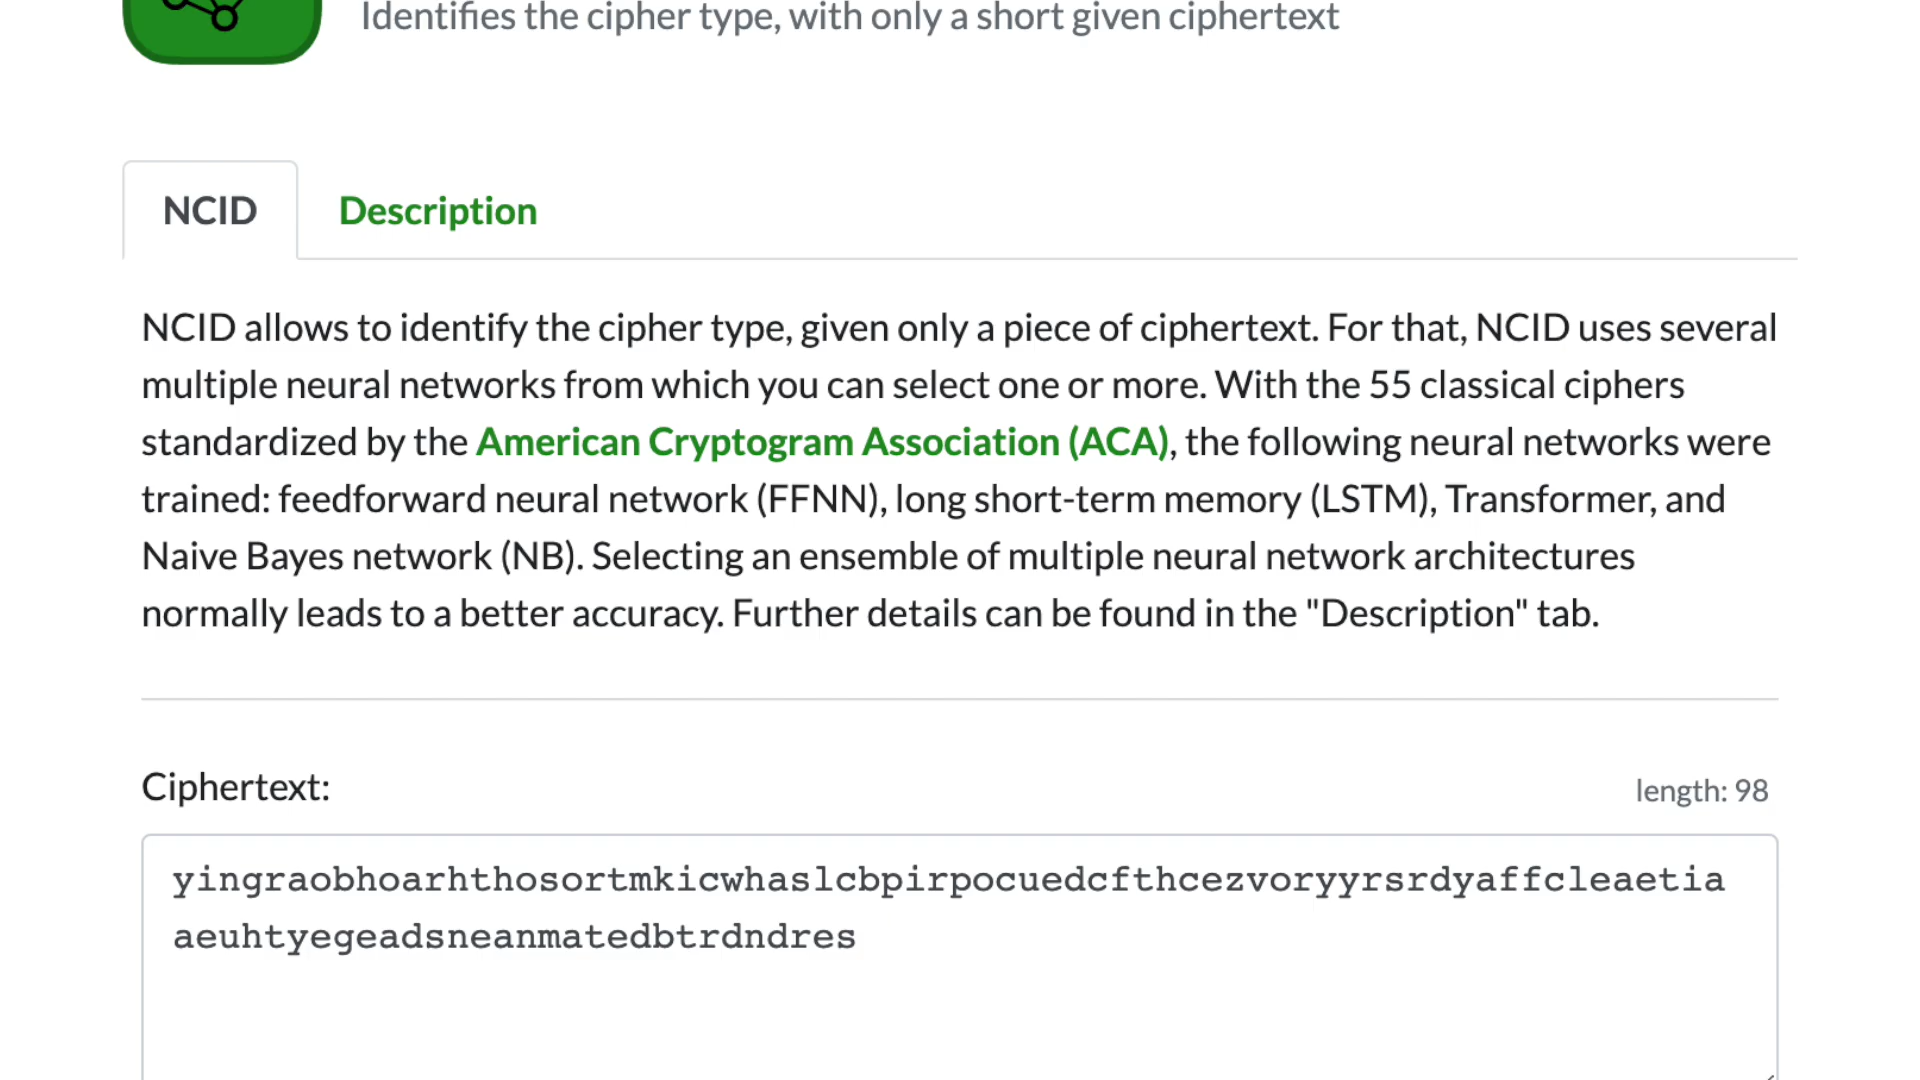 Identifies the cipher type, with only a short given ciphertext
NCID
Description
NCID allows to identify the cipher type, given only a piece of ciphertext. For that, NCID uses several
multiple neural networks from which you can select one or more. With the 55 classical ciphers
standardized by the American Cryptogram Association (ACA), the following neural networks were
trained: feedforward neural network (FFNN), long short-term memory (LSTM), Transformer, and
Naive Bayes network (NB). Selecting an ensemble of multiple neural network architectures
normally leads to a better accuracy. Further details can be found in the "Description" tab.
Ciphertext:
length: 98
yingraobhoarhthosortmkicwhaslcbpirpocuedcfthcezvoryyrsrdyaffcleaetia
aeuhtyegeadsneanmatedbtrdndres